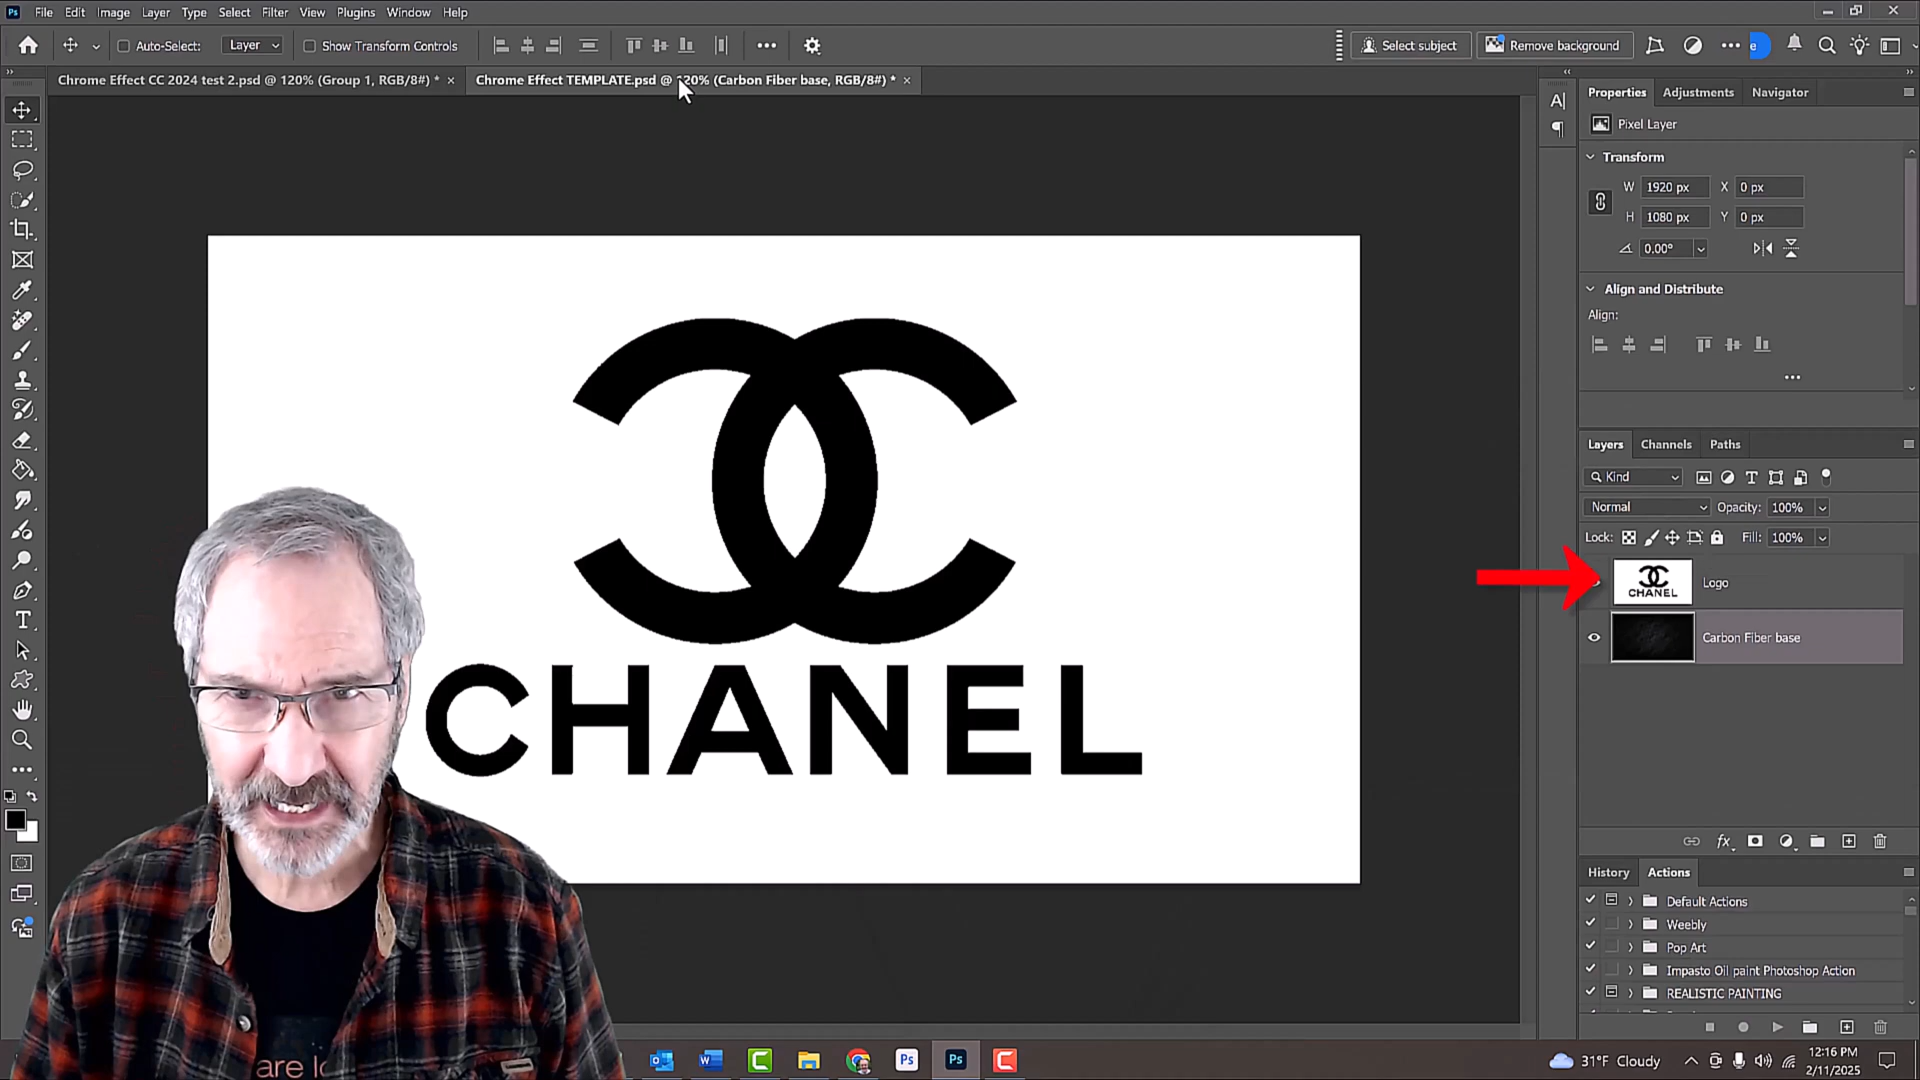 Ps File Edit Image Layer Type Select Filter View Plugins Window Help
Auto-Select: Layer Show Transform Controls Select subject Remove background e
Chrome Effect CC 2024 test 2.psd @ 120% (Group 1, RGB/8#) * × Chrome Effect TEMPLATE.psd @ 120% (Carbon Fiber base, RGB/8#) * ×
Properties Adjustments Navigator
Pixel Layer
Transform
W 1920 px X 0 px
H 1080 px Y 0 px
0.00°
Align and Distribute
Align:
Layers Channels Paths
Kind
Normal Opacity: 100%
Lock: Fill: 100%
CHANEL Logo
Carbon Fiber base
CHANEL
History Actions
Default Actions
Weebly
Pop Art
Impasto Oil paint Photoshop Action
REALISTIC PAINTING
are
31°F Cloudy
12:16 PM
2/11/2025